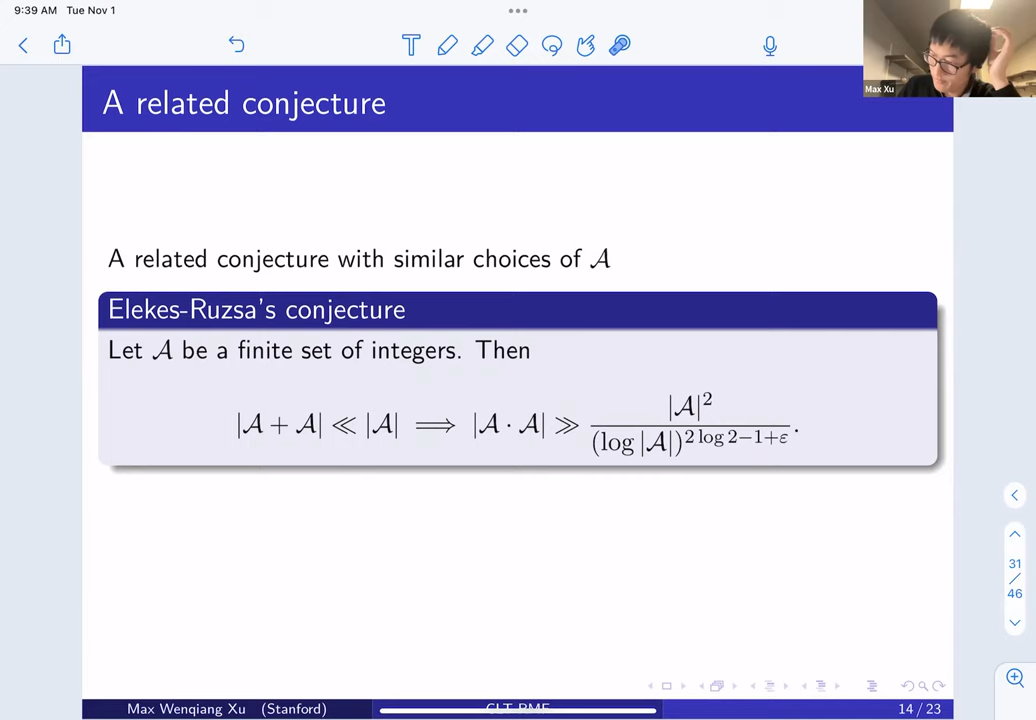 9:39 AM Tue Nov 1
Max Xu
A related conjecture
A related conjecture with similar choices of 𝒜
Elekes-Ruzsa's conjecture
Let 𝒜 be a finite set of integers. Then
|𝒜 + 𝒜| ≪ |𝒜| ⟹ |𝒜 · 𝒜| ≫ |𝒜|² / (log |𝒜|)^{2 log 2−1+ε}.
31
/
46
Max Wenqiang Xu (Stanford)
CLT RMF
14 / 23